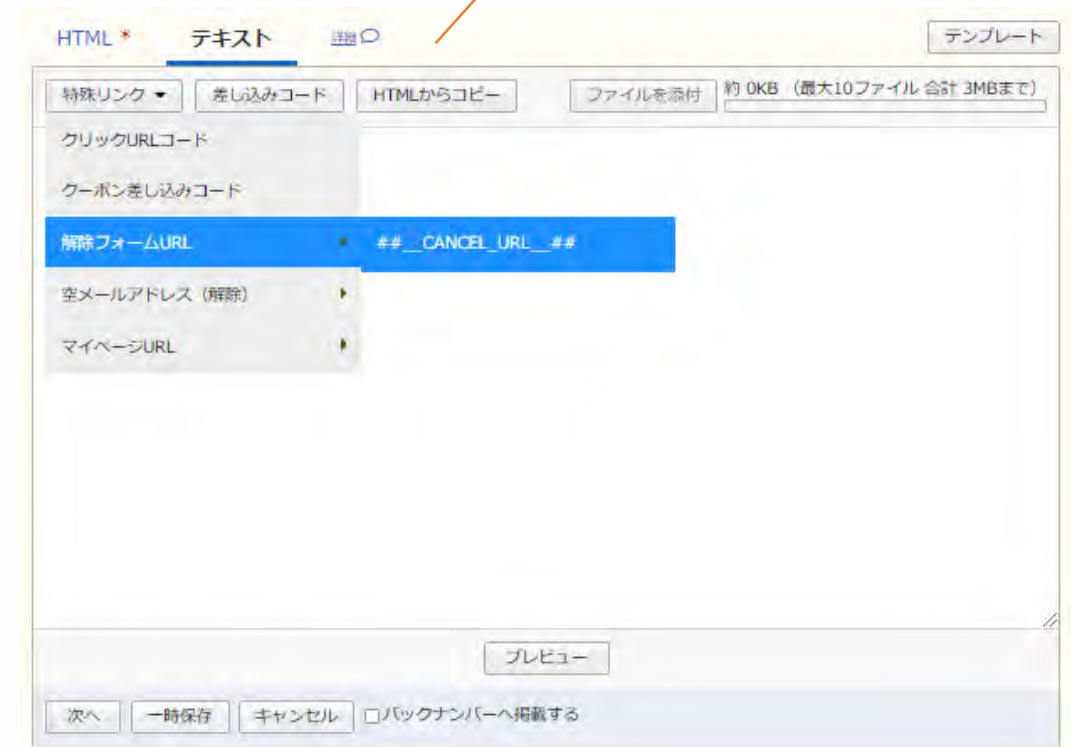 HTML * テキスト 詳細 テンプレート
特殊リンク 差し込みコード HTMLからコピー ファイルを添付 約 0KB (最大10ファイル 合計 3MBまで)
クリックURLコード
クーポン差し込みコード
解除フォームURL ##__CANCEL_URL__##
空メールアドレス (解除)
マイページURL
プレビュー
次へ 一時保存 キャンセル バックナンバーへ掲載する